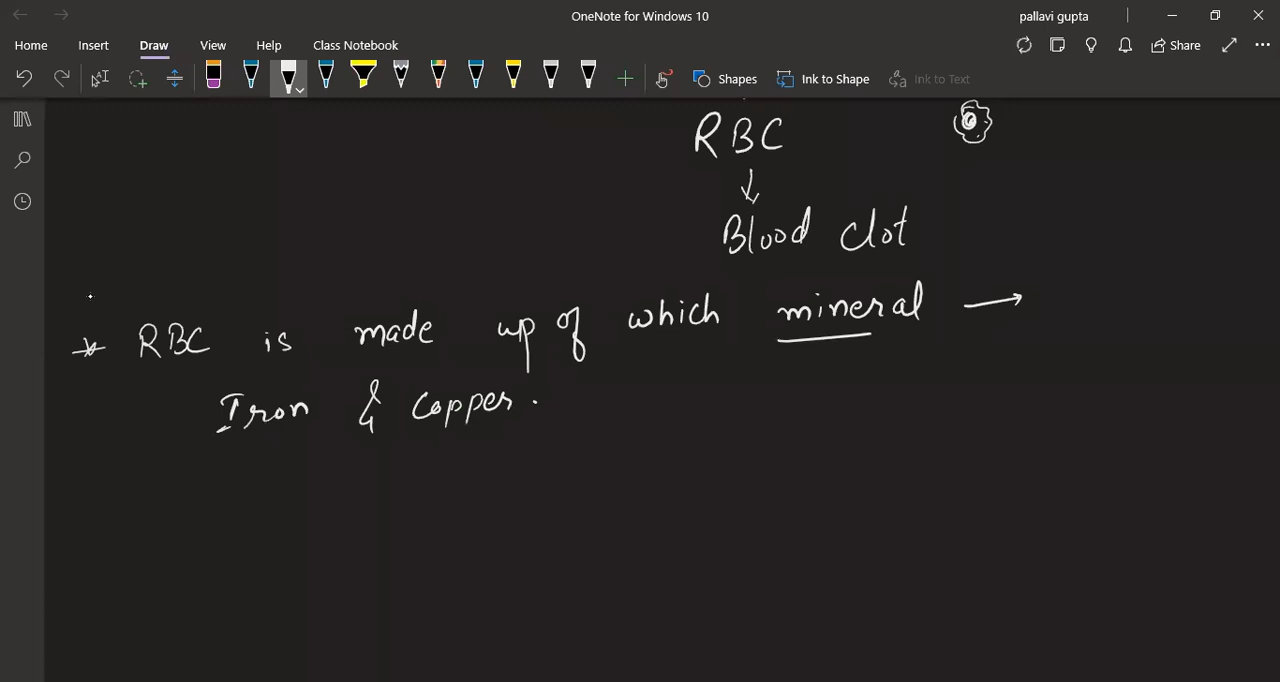 OneNote for Windows 10
pallavi gupta
Home Insert Draw View Help Class Notebook
Share
Shapes Ink to Shape Ink to Text
RBC
Blood clot
* RBC is made up of which mineral →
Iron & Copper.